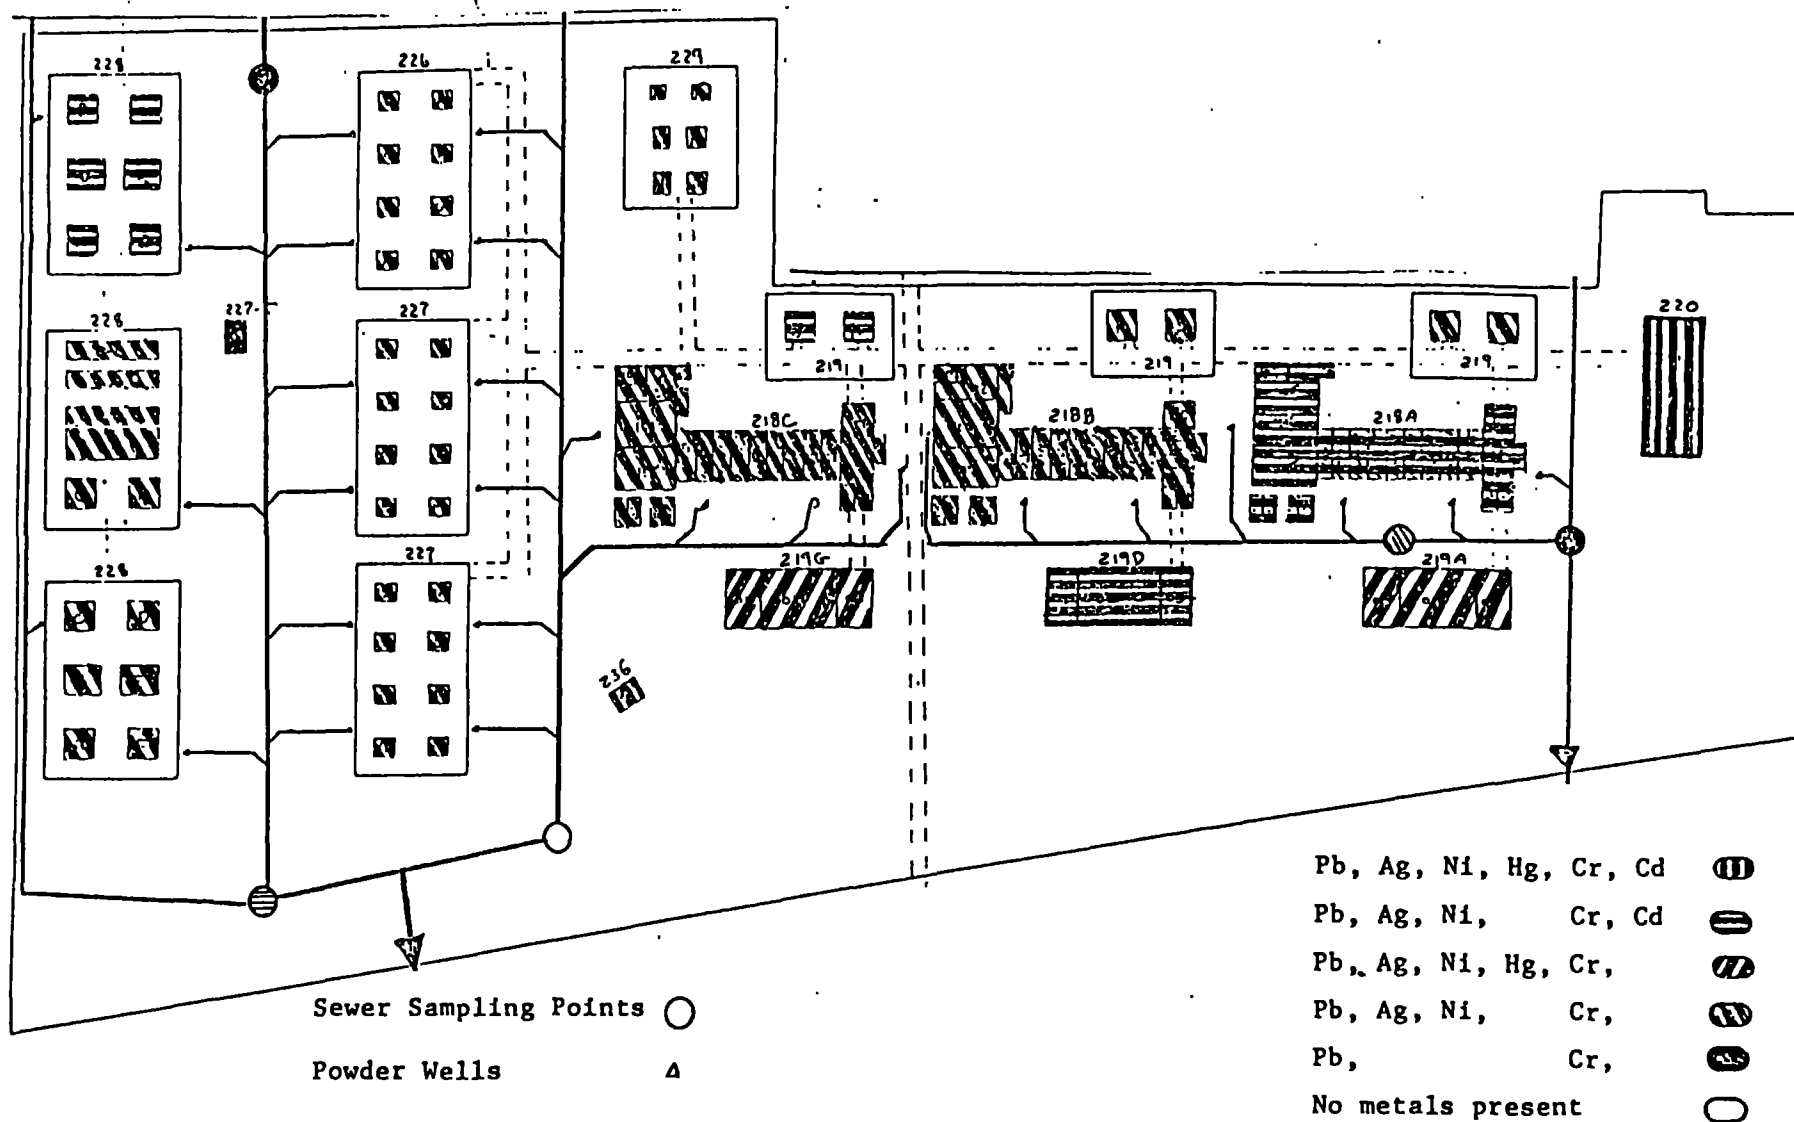 228
226
229
227
228
227
220
219
219
219
218C
218B
218A
228
227
219G
219D
219A
236
Pb, Ag, Ni, Hg, Cr, Cd
Pb, Ag, Ni, Cr, Cd
Pb, Ag, Ni, Hg, Cr,
Sewer Sampling Points
Pb, Ag, Ni, Cr,
Powder Wells
Pb, Cr,
No metals present